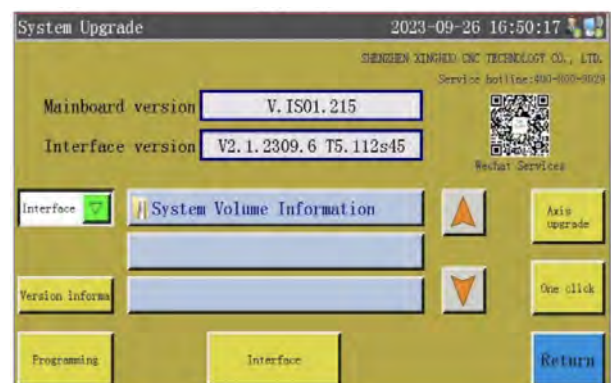 System Upgrade
2023-09-26 16:50:17
SHENZHEN XINGHUO CNC TECHNOLOGY CO., LTD.
Service hotline:400-800-9029
Mainboard version
V.IS01.215
Interface version
V2.1.2309.6 T5.112s45
Wechat Services
Interface
System Volume Information
Axis
upgrade
Version Informa
One click
Programming
Interface
Return